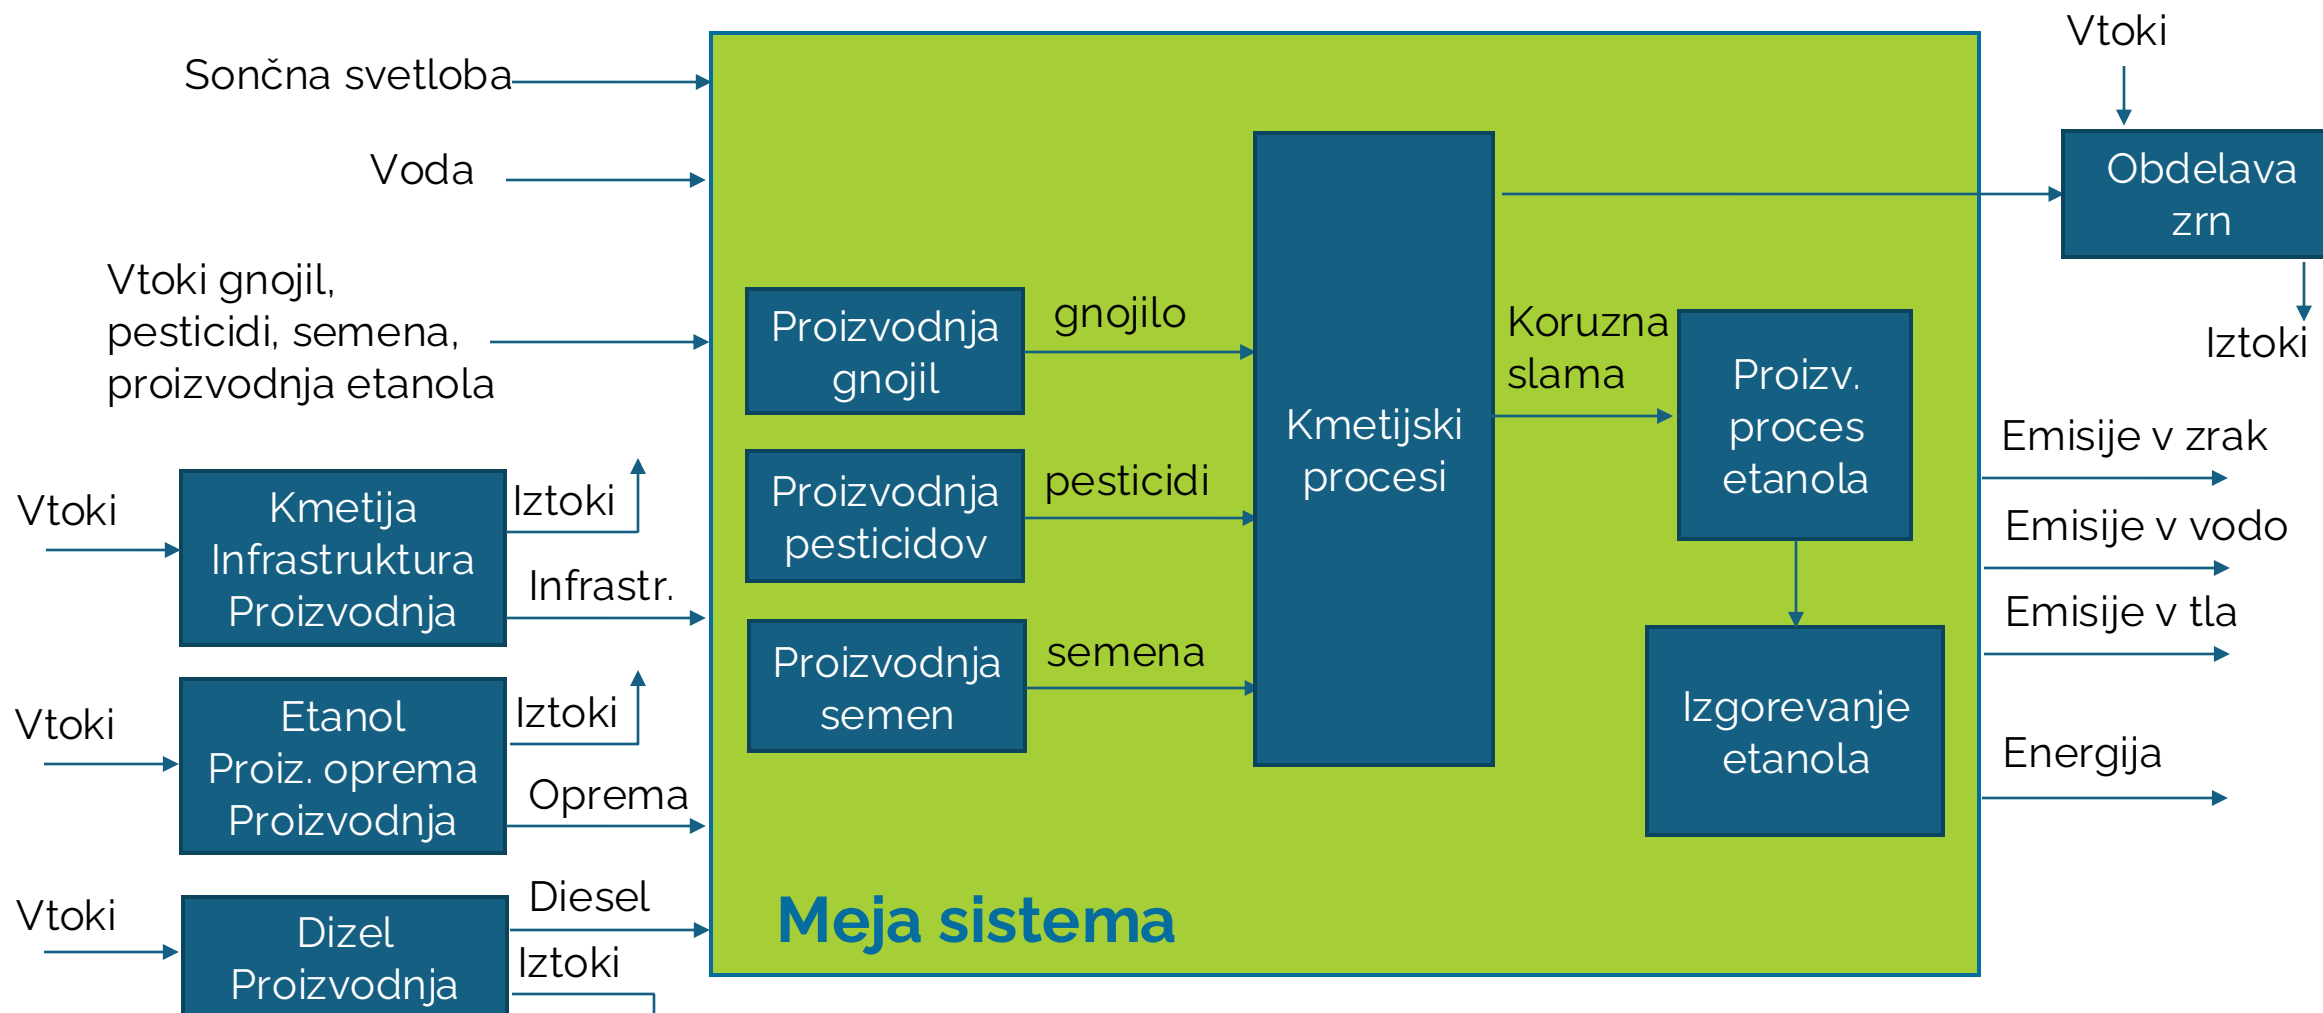 Sončna svetloba
Voda
Vtoki gnojil,
pesticidi, semena,
proizvodnja etanola
Vtoki
Kmetija
Infrastruktura
Proizvodnja
Iztoki
Infrastr.
Vtoki
Etanol
Proiz. oprema
Proizvodnja
Iztoki
Oprema
Vtoki
Dizel
Proizvodnja
Diesel
Iztoki
Proizvodnja
gnojil
gnojilo
Proizvodnja
pesticidov
pesticidi
Proizvodnja
semen
semena
Kmetijski
procesi
Koruzna
slama
Proizv.
proces
etanola
Izgorevanje
etanola
Meja sistema
Vtoki
Obdelava
zrn
Iztoki
Emisije v zrak
Emisije v vodo
Emisije v tla
Energija